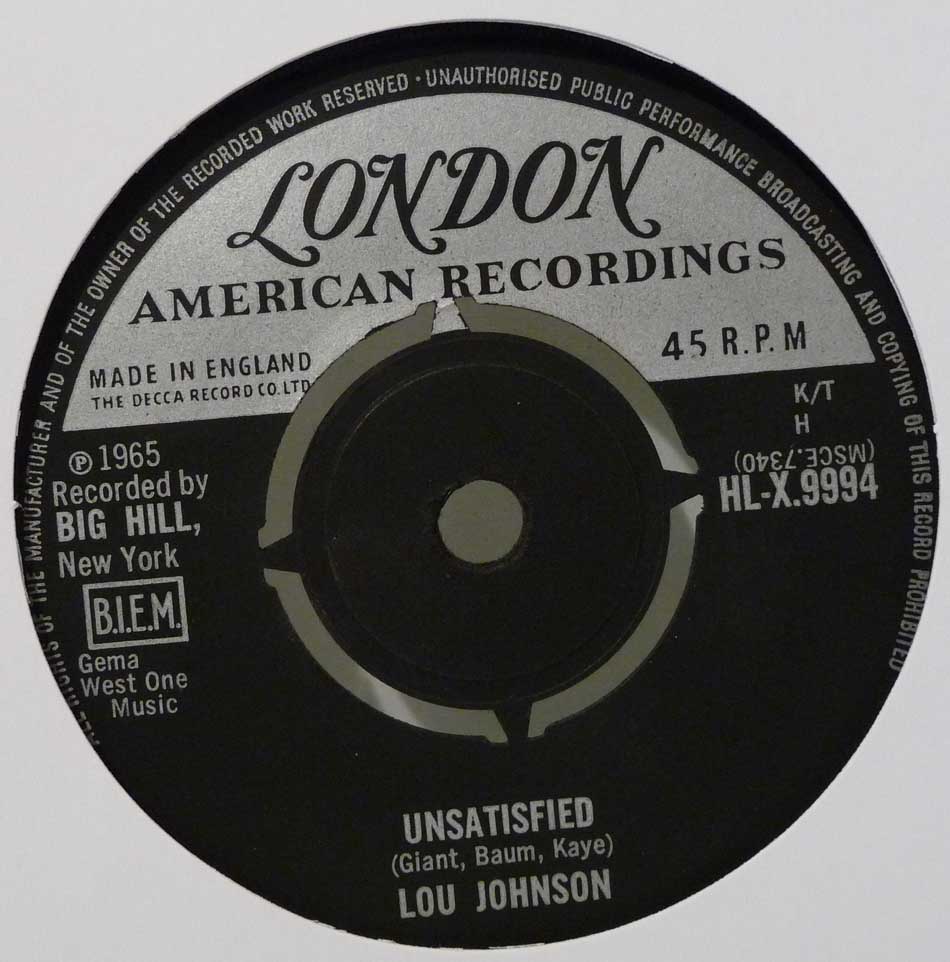 ALL RIGHTS OF THE MANUFACTURER AND OF THE OWNER OF THE RECORDED WORK RESERVED · UNAUTHORISED PUBLIC PERFORMANCE BROADCASTING AND COPYING OF THIS RECORD PROHIBITED
LONDON
AMERICAN RECORDINGS
MADE IN ENGLAND
THE DECCA RECORD CO. LTD
45 R.P.M
K/T
H
(MSCE.7340)
HL-X.9994
℗ 1965
Recorded by
BIG HILL,
New York
B.I.E.M.
Gema
West One
Music
UNSATISFIED
(Giant, Baum, Kaye)
LOU JOHNSON